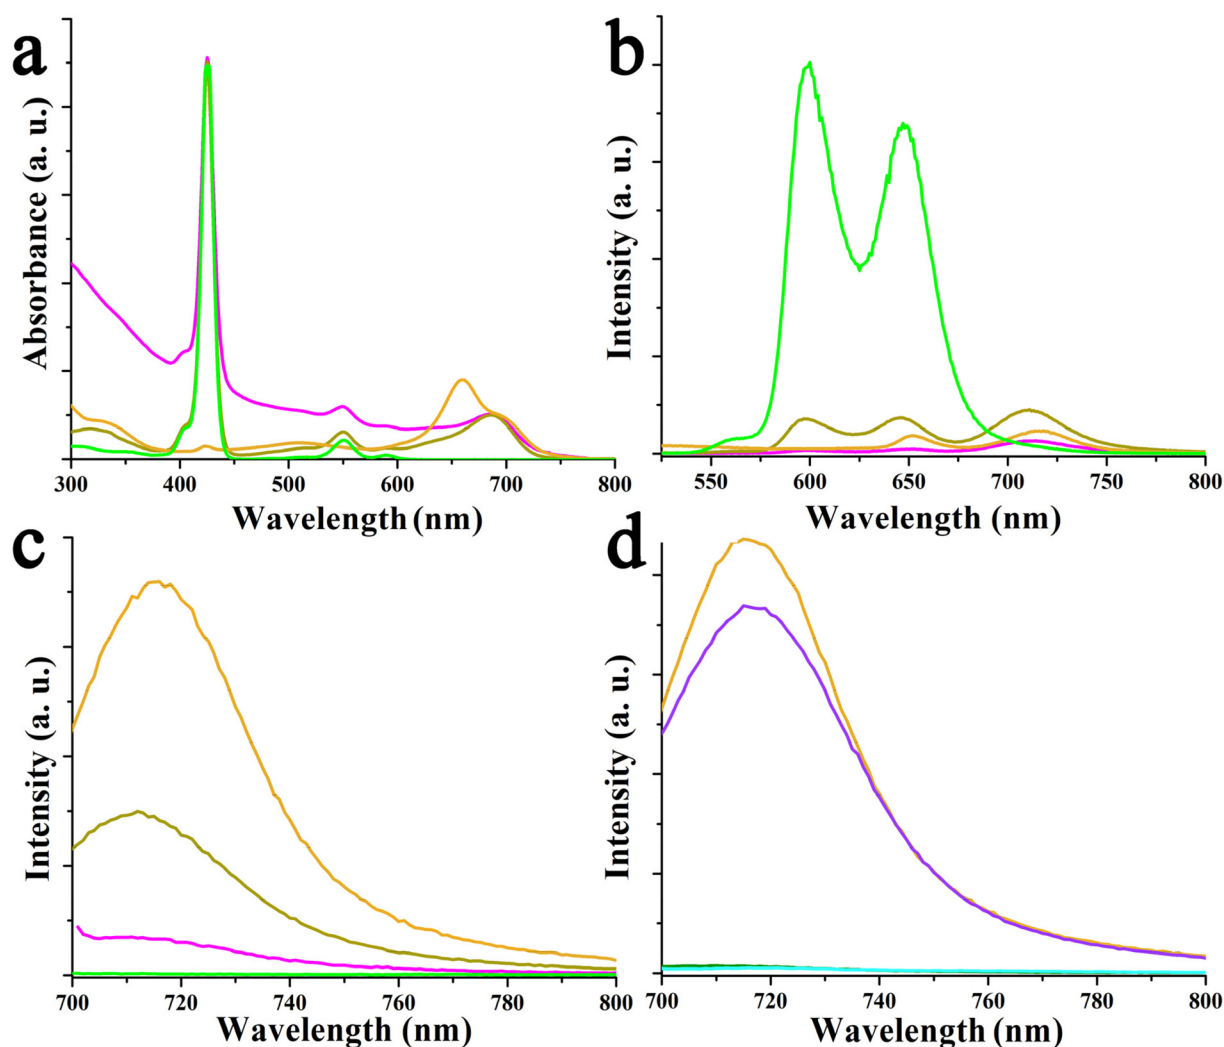 a
Absorbance (a. u.)
300 400 500 600 700 800
Wavelength (nm)
b
Intensity (a. u.)
550 600 650 700 750 800
Wavelength (nm)
c
Intensity (a. u.)
700 720 740 760 780 800
Wavelength (nm)
d
Intensity (a. u.)
700 720 740 760 780 800
Wavelength (nm)